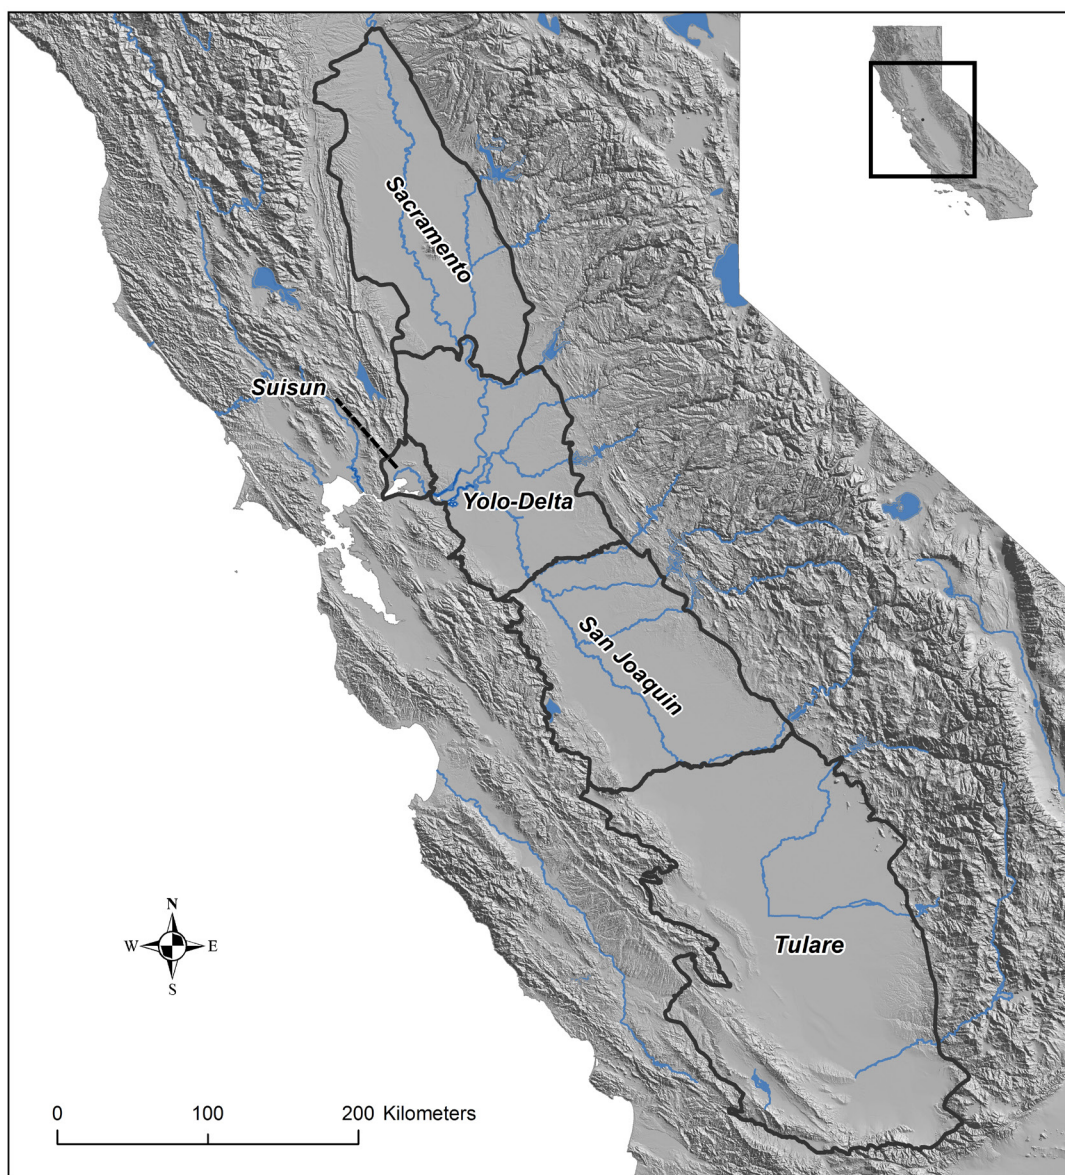 Sacramento
Suisun
Yolo-Delta
San Joaquin
Tulare
N
W E
S
0 100 200 Kilometers